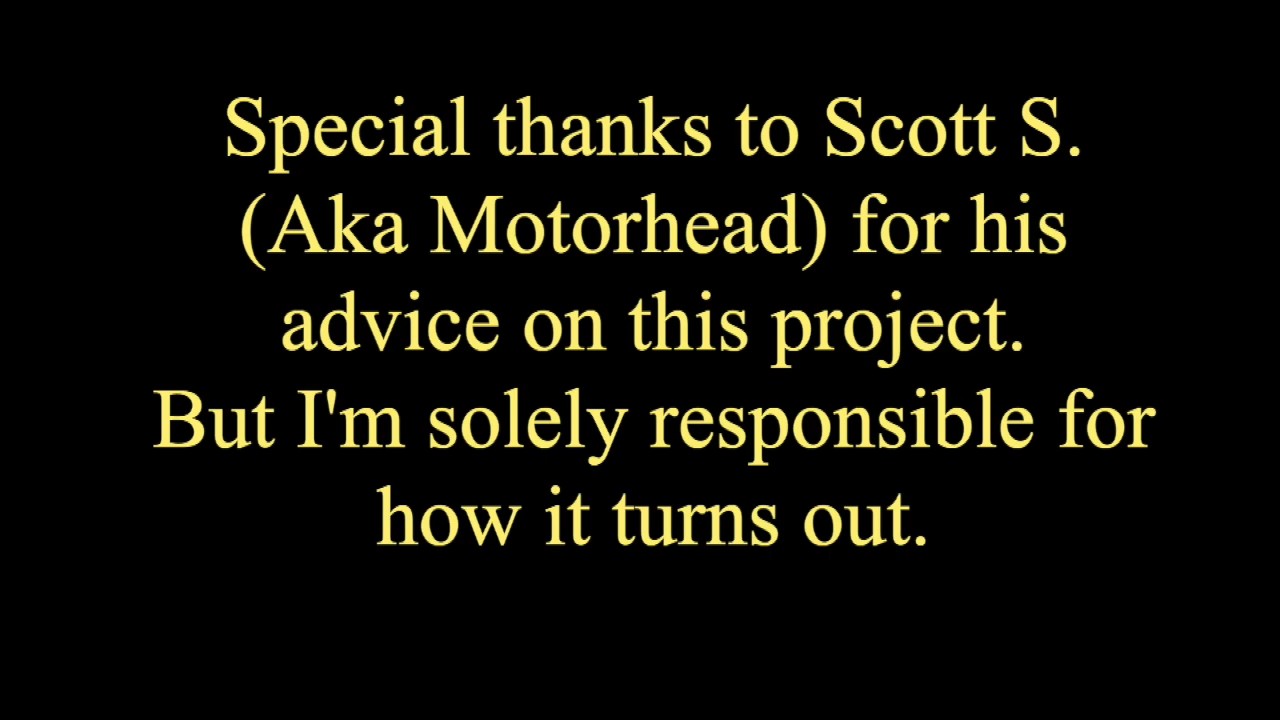 Special thanks to Scott S.
(Aka Motorhead) for his
advice on this project.
But I'm solely responsible for
how it turns out.